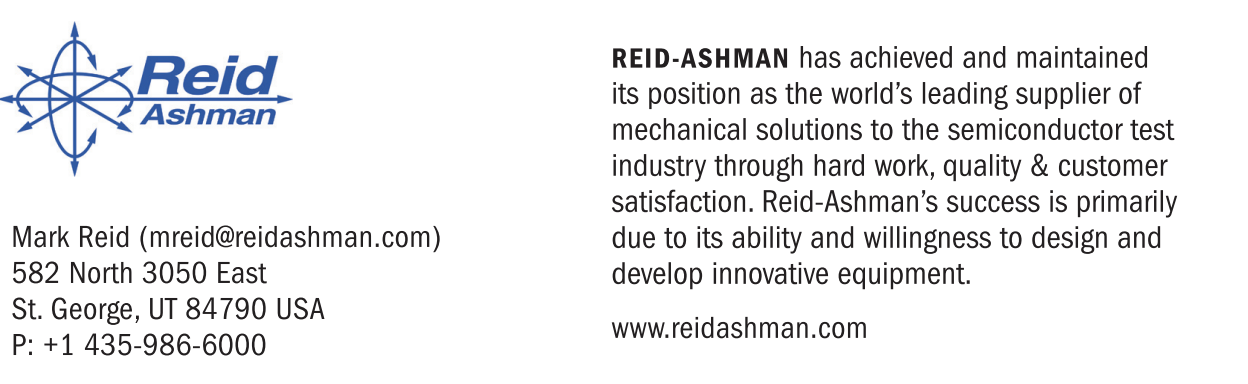 Reid
Ashman
Mark Reid (mreid@reidashman.com)
582 North 3050 East
St. George, UT 84790 USA
P: +1 435-986-6000
REID-ASHMAN has achieved and maintained
its position as the world’s leading supplier of
mechanical solutions to the semiconductor test
industry through hard work, quality & customer
satisfaction. Reid-Ashman’s success is primarily
due to its ability and willingness to design and
develop innovative equipment.
www.reidashman.com